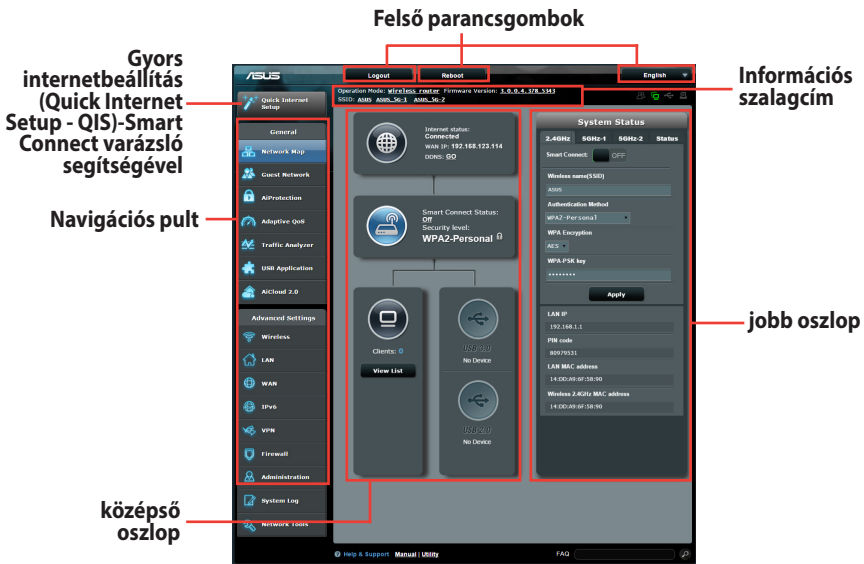 Felső parancsgombok
Gyors
internetbeállítás
(Quick Internet
Setup - QIS)-Smart
Connect varázsló
segítségével
Navigációs pult
középső
oszlop
Információs
szalagcím
jobb oszlop
ASUS
Logout
Reboot
English
Operation Mode: Wireless router Firmware Version: 3.0.0.4.378_5343
SSID: ASUS ASUS_5G-1 ASUS_5G-2
Quick Internet
Setup
General
Network Map
Guest Network
AiProtection
Adaptive QoS
Traffic Analyzer
USB Application
AiCloud 2.0
Advanced Settings
Wireless
LAN
WAN
IPv6
VPN
Firewall
Administration
System Log
Network Tools
Internet status:
Connected
WAN IP: 192.168.123.114
DDNS: GO
Smart Connect Status:
Off
Security level:
WPA2-Personal
Clients: 0
View List
USB 3.0
No Device
USB 2.0
No Device
System Status
2.4GHz 5GHz-1 5GHz-2 Status
Smart Connect: OFF
Wireless name(SSID)
ASUS
Authentication Method
WPA2-Personal
WPA Encryption
AES
WPA-PSK key
••••••••
Apply
LAN IP
192.168.1.1
PIN code
80979531
LAN MAC address
14:DD:A9:6F:58:90
Wireless 2.4GHz MAC address
14:DD:A9:6F:58:90
Help & Support Manual | Utility
FAQ